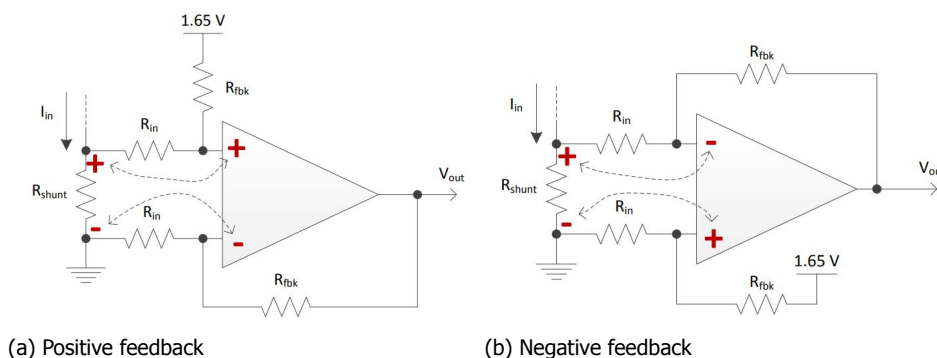 1.65 V
Rfbk
Iin
Rin
+
+
Rshunt
Vout
-
Rin
-
Rfbk
(a) Positive feedback
Rfbk
Iin
Rin
-
+
Rshunt
Vou
-
Rin
+
1.65 V
Rfbk
(b) Negative feedback